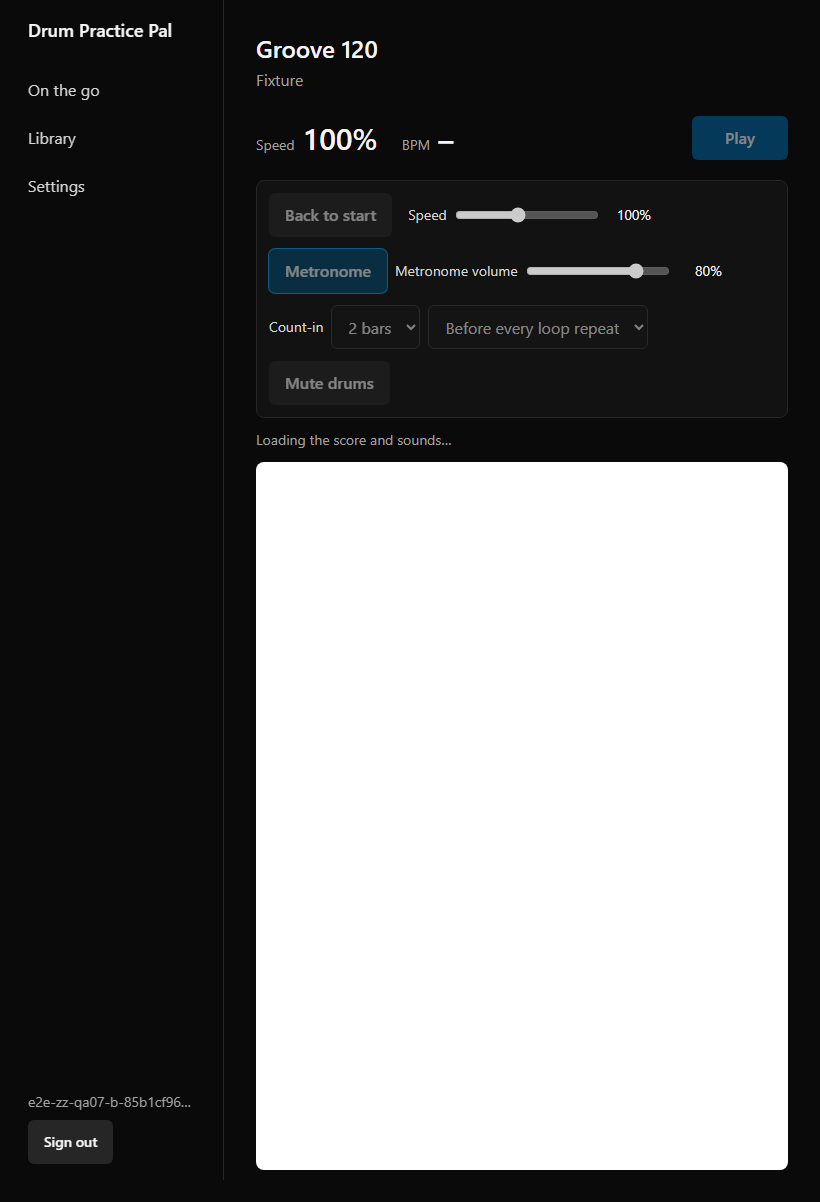 Drum Practice Pal
On the go
Library
Settings
Groove 120
Fixture
Speed 100% BPM –
Play
Back to start Speed 100%
Metronome Metronome volume 80%
Count-in 2 bars Before every loop repeat
Mute drums
Loading the score and sounds…
e2e-zz-qa07-b-85b1cf96…
Sign out